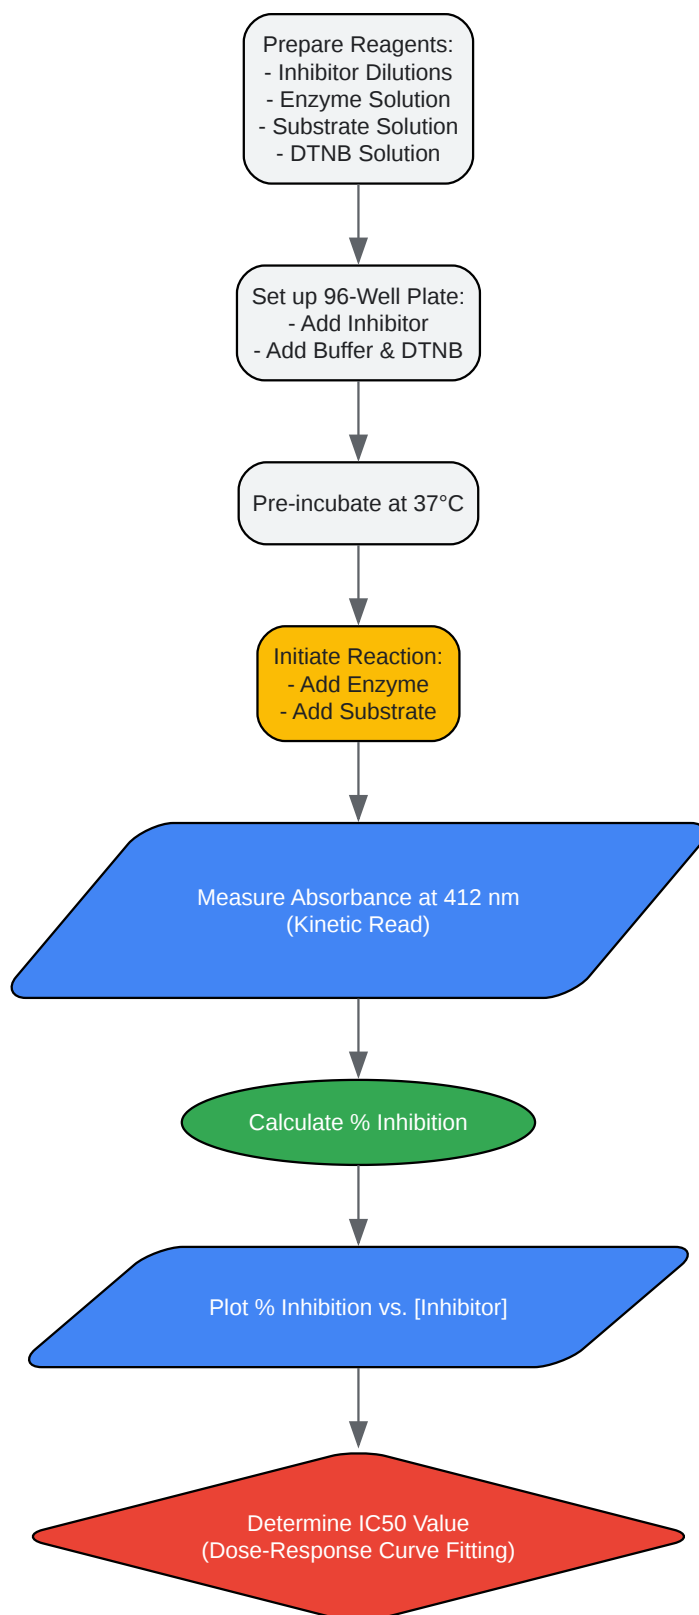 Prepare Reagents:
- Inhibitor Dilutions
- Enzyme Solution
- Substrate Solution
- DTNB Solution
Set up 96-Well Plate:
- Add Inhibitor
- Add Buffer & DTNB
Pre-incubate at 37°C
Initiate Reaction:
- Add Enzyme
- Add Substrate
Measure Absorbance at 412 nm
(Kinetic Read)
Calculate % Inhibition
Plot % Inhibition vs. [Inhibitor]
Determine IC50 Value
(Dose-Response Curve Fitting)